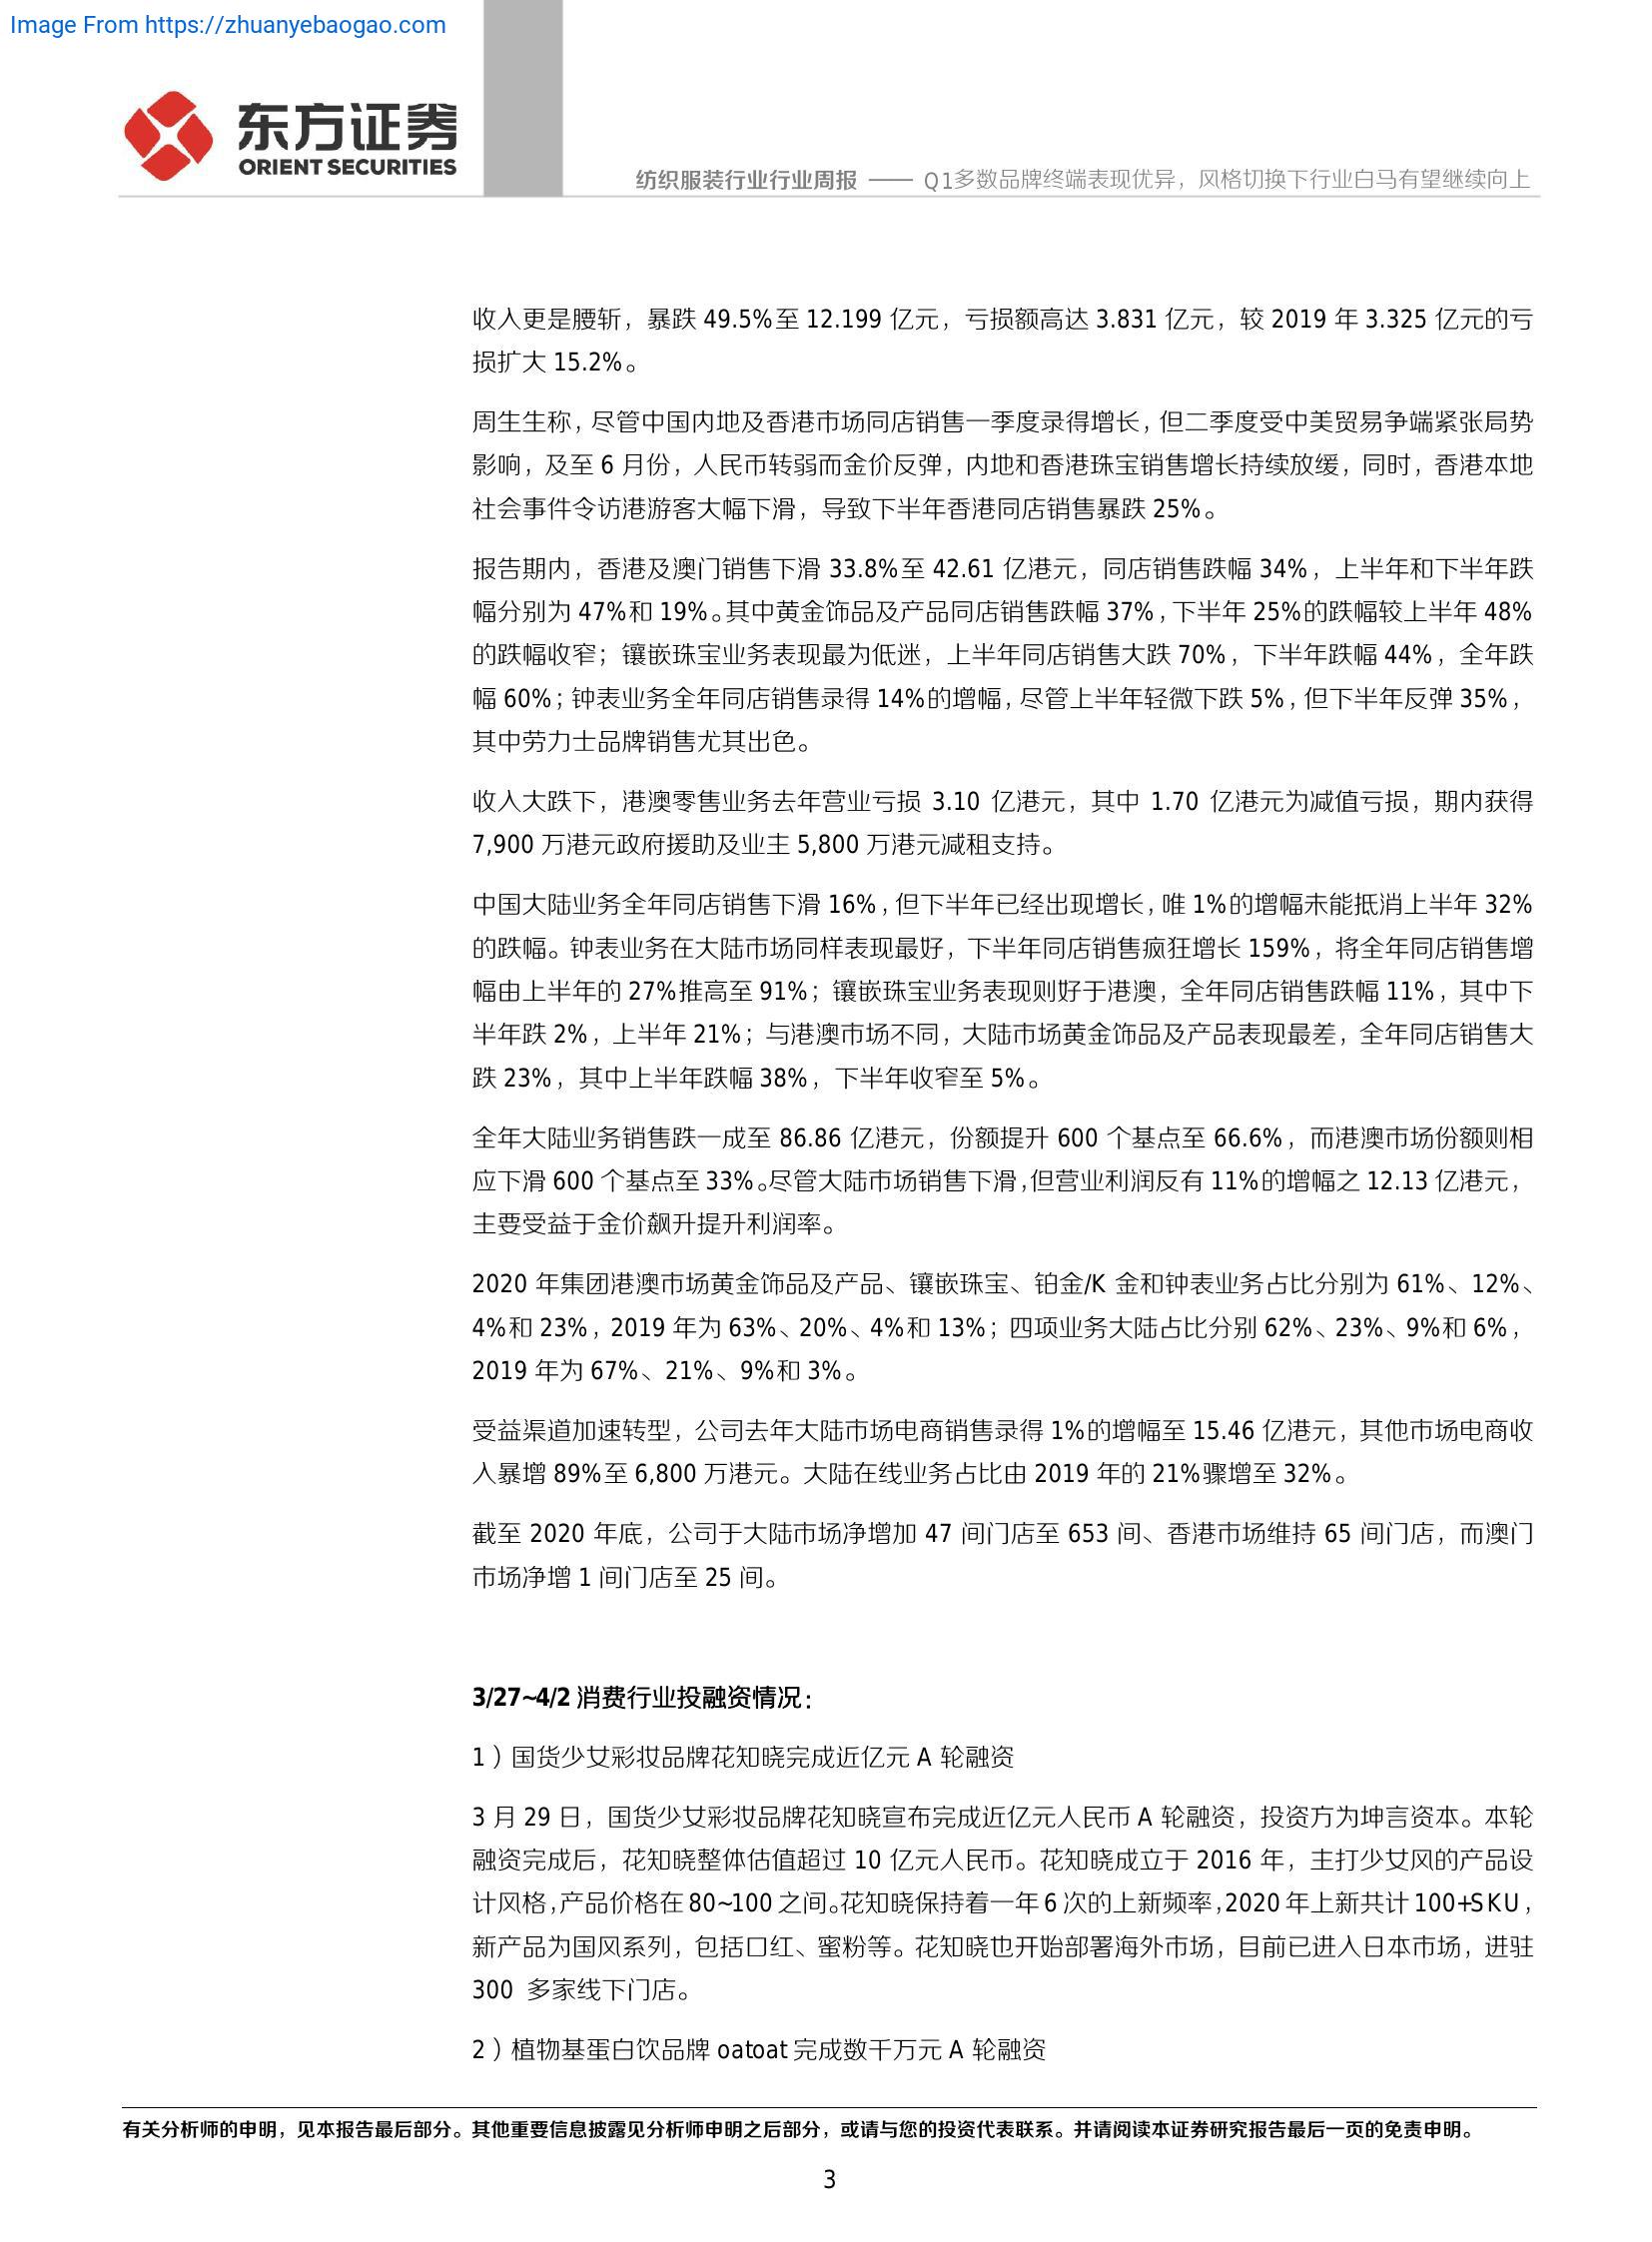 Image From https://zhuanyebaogao.com
东方证券
ORIENT SECURITIES
纺织服装行业行业周报 —— Q1多数品牌终端表现优异，风格切换下行业白马有望继续向上
收入更是腰斩，暴跌 49.5%至 12.199 亿元，亏损额高达 3.831 亿元，较 2019 年 3.325 亿元的亏
损扩大 15.2%。
周生生称，尽管中国内地及香港市场同店销售一季度录得增长，但二季度受中美贸易争端紧张局势
影响，及至 6 月份，人民币转弱而金价反弹，内地和香港珠宝销售增长持续放缓，同时，香港本地
社会事件令访港游客大幅下滑，导致下半年香港同店销售暴跌 25%。
报告期内，香港及澳门销售下滑 33.8%至 42.61 亿港元，同店销售跌幅 34%，上半年和下半年跌
幅分别为 47%和 19%。其中黄金饰品及产品同店销售跌幅 37%，下半年 25%的跌幅较上半年 48%
的跌幅收窄；镶嵌珠宝业务表现最为低迷，上半年同店销售大跌 70%，下半年跌幅 44%，全年跌
幅 60%；钟表业务全年同店销售录得 14%的增幅，尽管上半年轻微下跌 5%，但下半年反弹 35%，
其中劳力士品牌销售尤其出色。
收入大跌下，港澳零售业务去年营业亏损 3.10 亿港元，其中 1.70 亿港元为减值亏损，期内获得
7,900 万港元政府援助及业主 5,800 万港元减租支持。
中国大陆业务全年同店销售下滑 16%，但下半年已经出现增长，唯 1%的增幅未能抵消上半年 32%
的跌幅。钟表业务在大陆市场同样表现最好，下半年同店销售疯狂增长 159%，将全年同店销售增
幅由上半年的 27%推高至 91%；镶嵌珠宝业务表现则好于港澳，全年同店销售跌幅 11%，其中下
半年跌 2%，上半年 21%；与港澳市场不同，大陆市场黄金饰品及产品表现最差，全年同店销售大
跌 23%，其中上半年跌幅 38%，下半年收窄至 5%。
全年大陆业务销售跌一成至 86.86 亿港元，份额提升 600 个基点至 66.6%，而港澳市场份额则相
应下滑 600 个基点至 33%。尽管大陆市场销售下滑，但营业利润反有 11%的增幅之 12.13 亿港元，
主要受益于金价飙升提升利润率。
2020 年集团港澳市场黄金饰品及产品、镶嵌珠宝、铂金/K 金和钟表业务占比分别为 61%、12%、
4%和 23%，2019 年为 63%、20%、4%和 13%；四项业务大陆占比分别 62%、23%、9%和 6%，
2019 年为 67%、21%、9%和 3%。
受益渠道加速转型，公司去年大陆市场电商销售录得 1%的增幅至 15.46 亿港元，其他市场电商收
入暴增 89%至 6,800 万港元。大陆在线业务占比由 2019 年的 21%骤增至 32%。
截至 2020 年底，公司于大陆市场净增加 47 间门店至 653 间、香港市场维持 65 间门店，而澳门
市场净增 1 间门店至 25 间。
3/27~4/2 消费行业投融资情况：
1）国货少女彩妆品牌花知晓完成近亿元 A 轮融资
3 月 29 日，国货少女彩妆品牌花知晓宣布完成近亿元人民币 A 轮融资，投资方为坤言资本。本轮
融资完成后，花知晓整体估值超过 10 亿元人民币。花知晓成立于 2016 年，主打少女风的产品设
计风格，产品价格在 80~100 之间。花知晓保持着一年 6 次的上新频率，2020 年上新共计 100+SKU，
新产品为国风系列，包括口红、蜜粉等。花知晓也开始部署海外市场，目前已进入日本市场，进驻
300 多家线下门店。
2）植物基蛋白饮品牌 oatoat 完成数千万元 A 轮融资
有关分析师的申明，见本报告最后部分。其他重要信息披露见分析师申明之后部分，或请与您的投资代表联系。并请阅读本证券研究报告最后一页的免责申明。
3